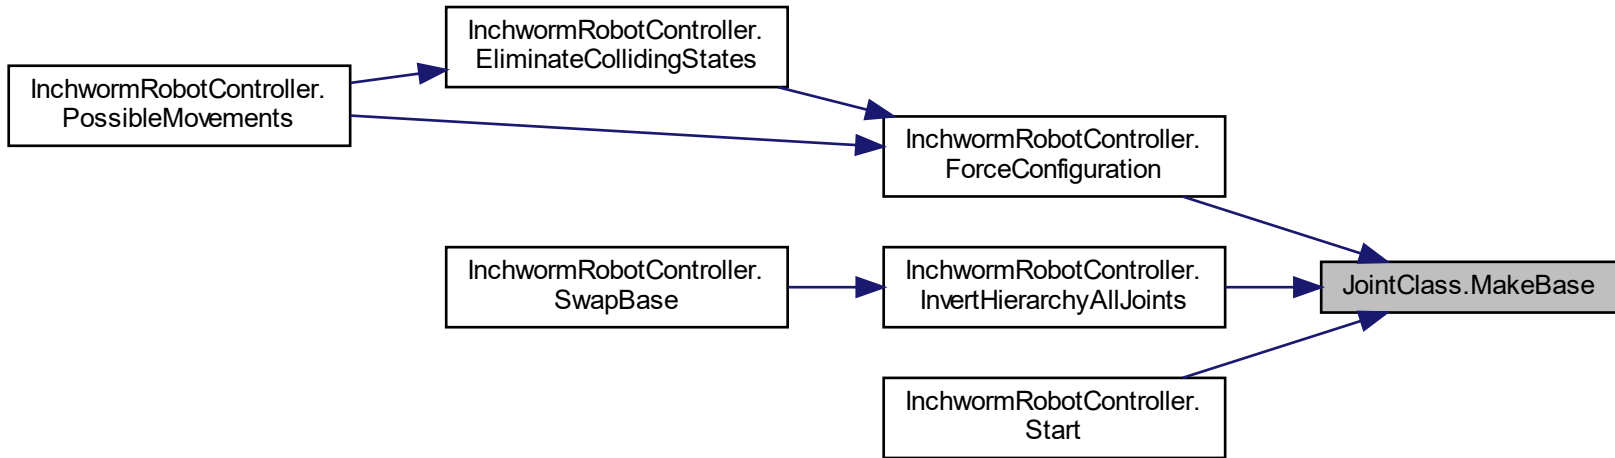 InchwormRobotController.
EliminateCollidingStates
InchwormRobotController.
PossibleMovements
InchwormRobotController.
ForceConfiguration
InchwormRobotController.
SwapBase
InchwormRobotController.
InvertHierarchyAllJoints
JointClass.MakeBase
InchwormRobotController.
Start